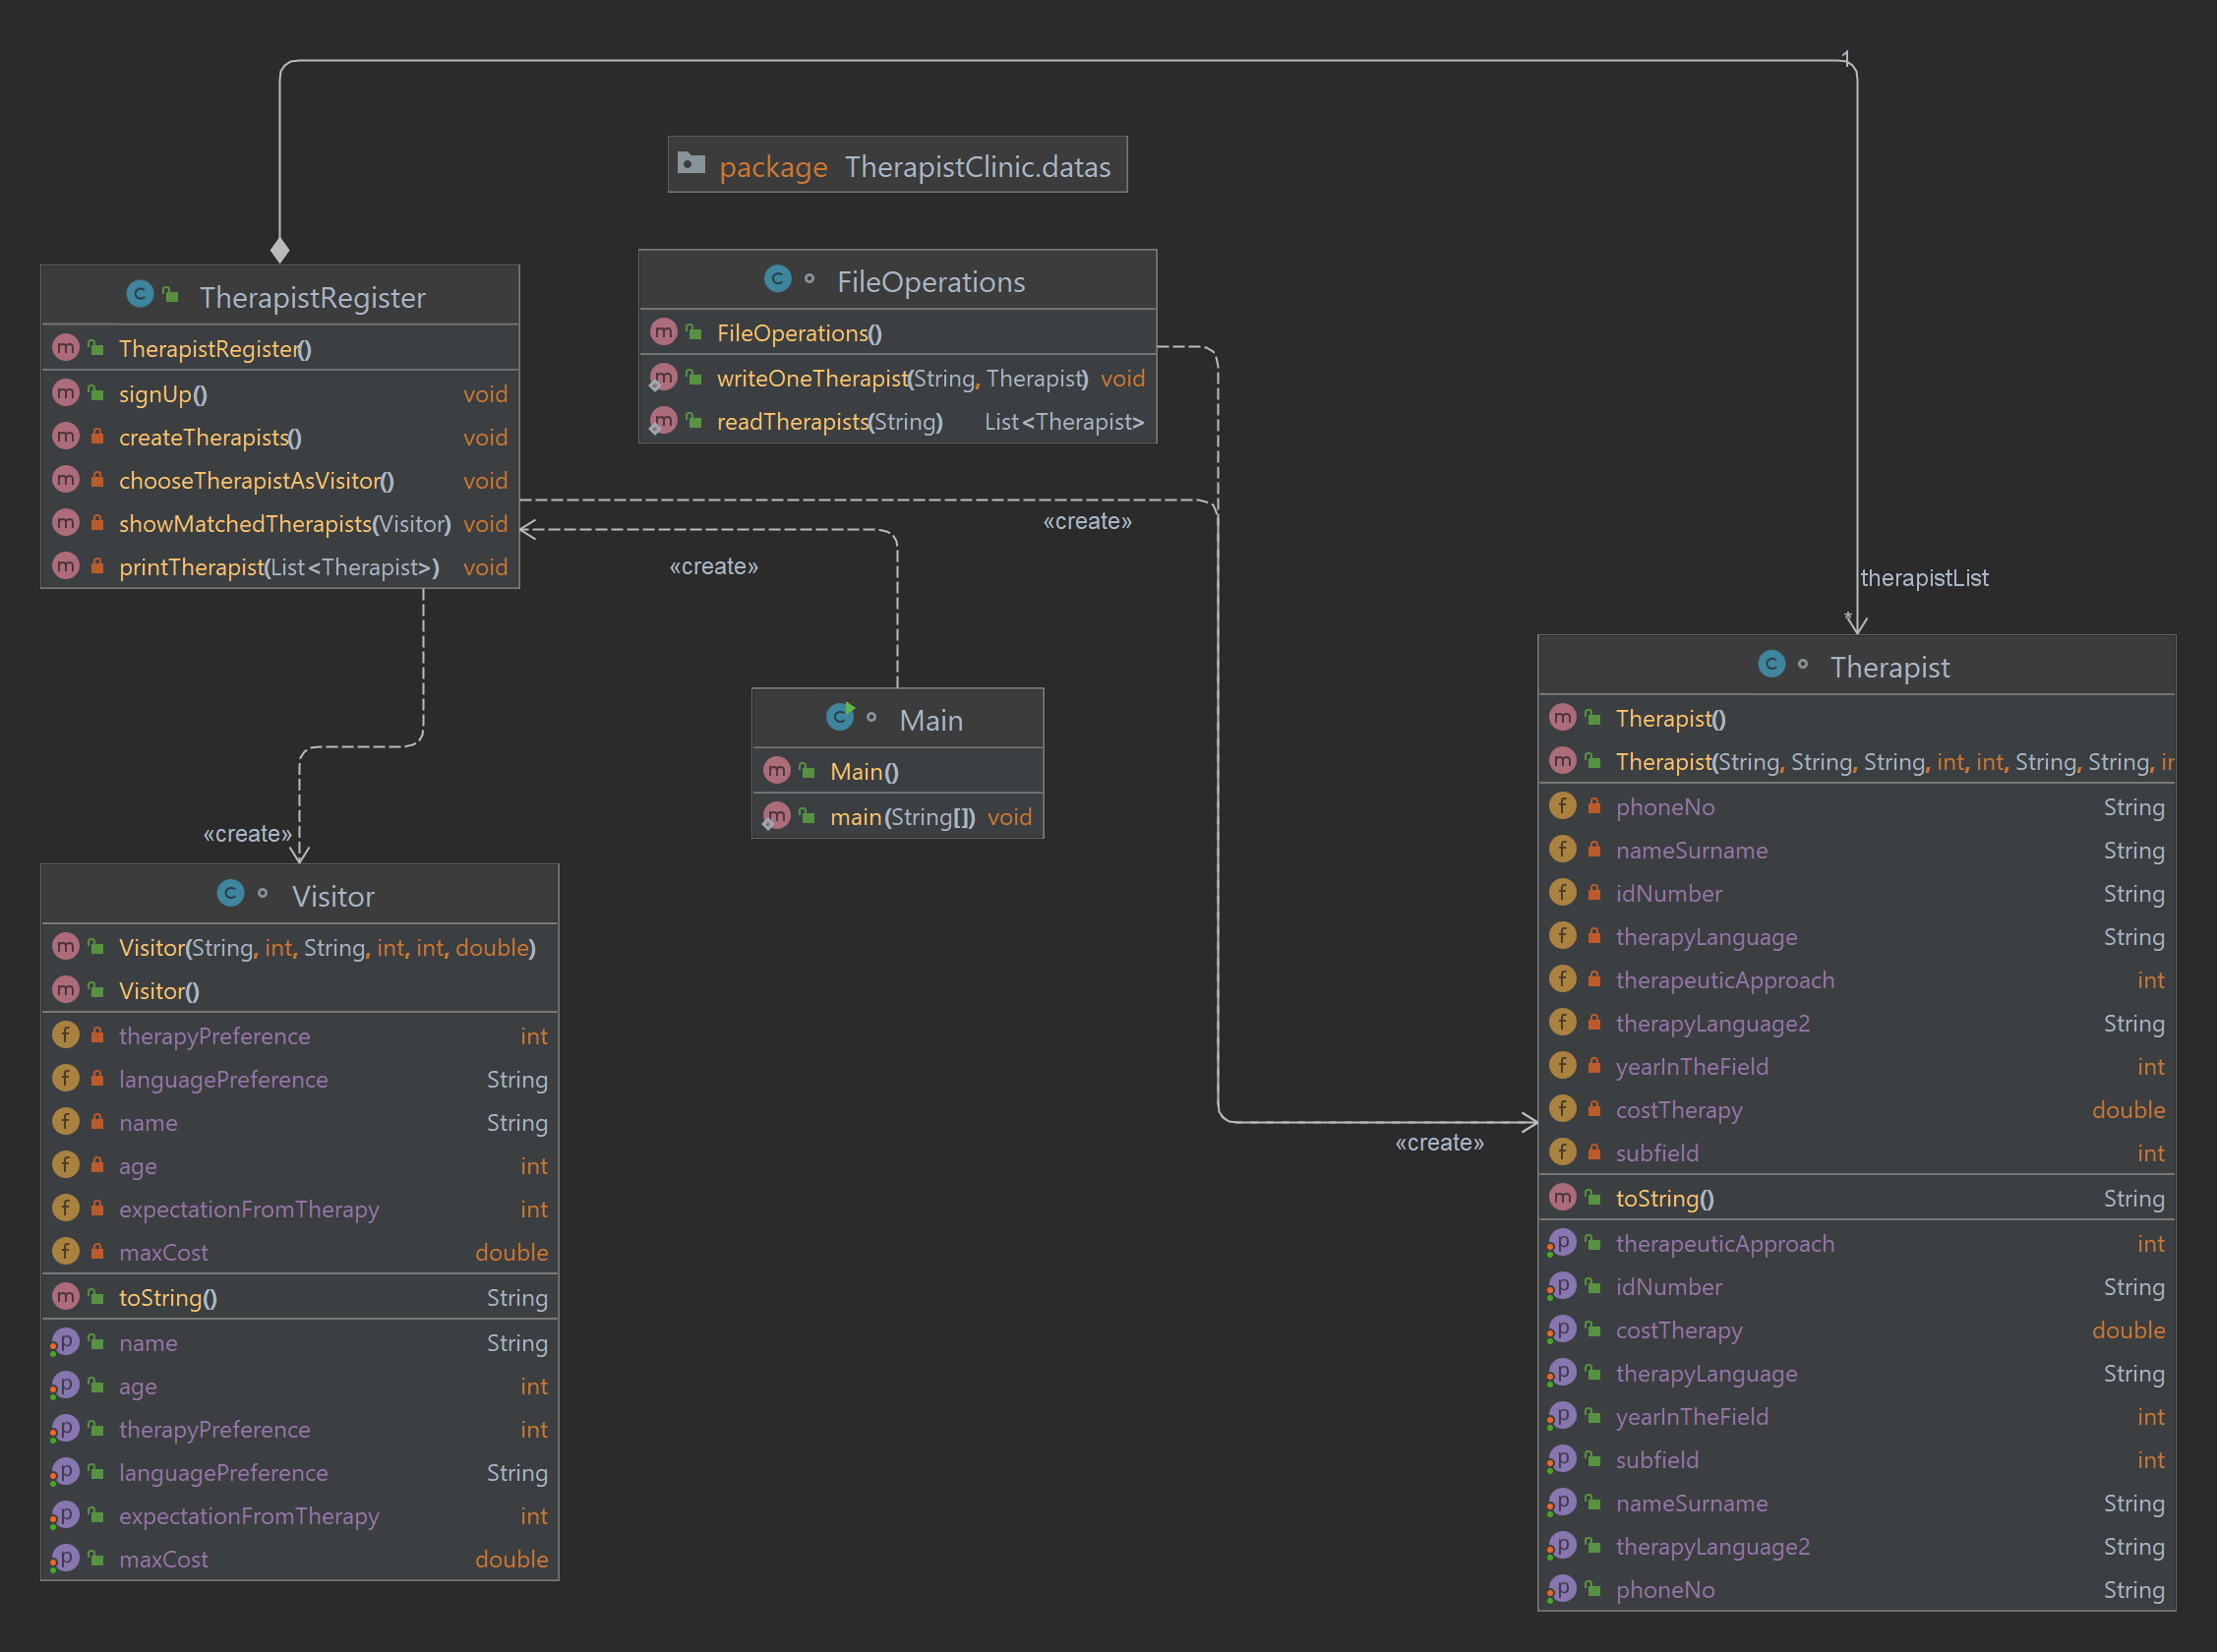 1
package TherapistClinic.datas
TherapistRegister
TherapistRegister()
signUp() void
createTherapists() void
chooseTherapistAsVisitor() void
showMatchedTherapists(Visitor) void
printTherapist(List<Therapist>) void
FileOperations
FileOperations()
writeOneTherapist(String, Therapist) void
readTherapists(String) List<Therapist>
«create»
«create»
therapistList
*
Main
Main()
main(String[]) void
«create»
Visitor
Visitor(String, int, String, int, int, double)
Visitor()
therapyPreference int
languagePreference String
name String
age int
expectationFromTherapy int
maxCost double
toString() String
name String
age int
therapyPreference int
languagePreference String
expectationFromTherapy int
maxCost double
«create»
Therapist
Therapist()
Therapist(String, String, String, int, int, String, String, in
phoneNo String
nameSurname String
idNumber String
therapyLanguage String
therapeuticApproach int
therapyLanguage2 String
yearInTheField int
costTherapy double
subfield int
toString() String
therapeuticApproach int
idNumber String
costTherapy double
therapyLanguage String
yearInTheField int
subfield int
nameSurname String
therapyLanguage2 String
phoneNo String